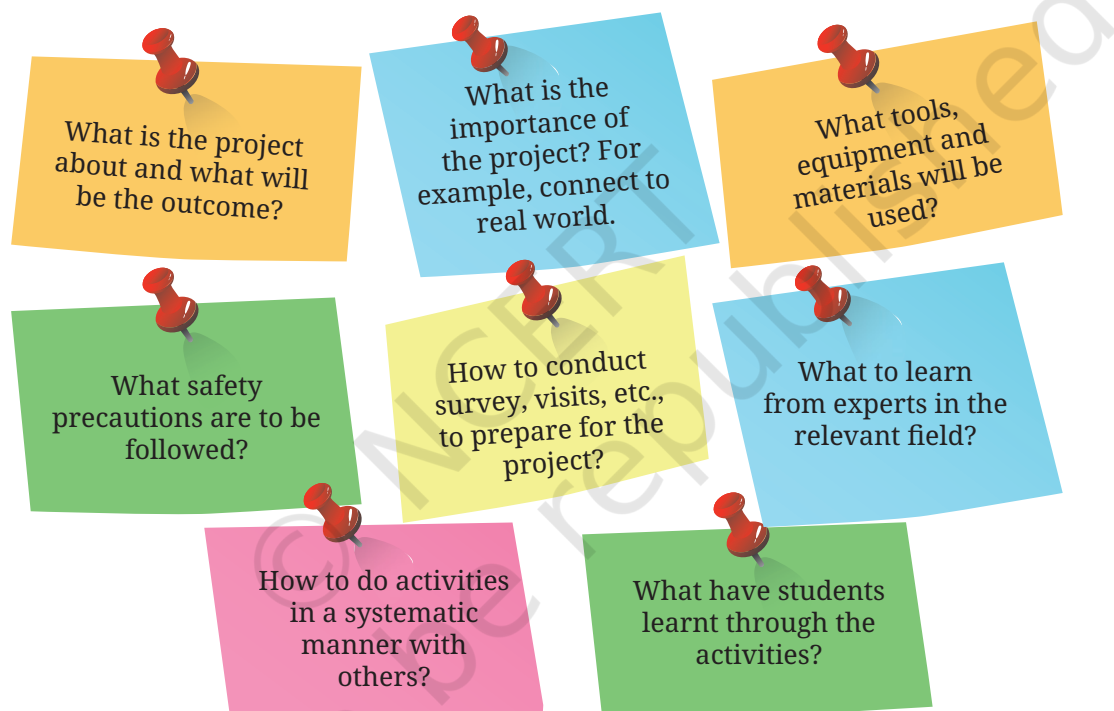 What is the project
about and what will
be the outcome?
What is the
importance of
the project? For
example, connect to
real world.
What tools,
equipment and
materials will be
used?
What safety
precautions are to be
followed?
How to conduct
survey, visits, etc.,
to prepare for the
project?
What to learn
from experts in the
relevant field?
How to do activities
in a systematic
manner with
others?
What have students
learnt through the
activities?
© NCERT
be republished